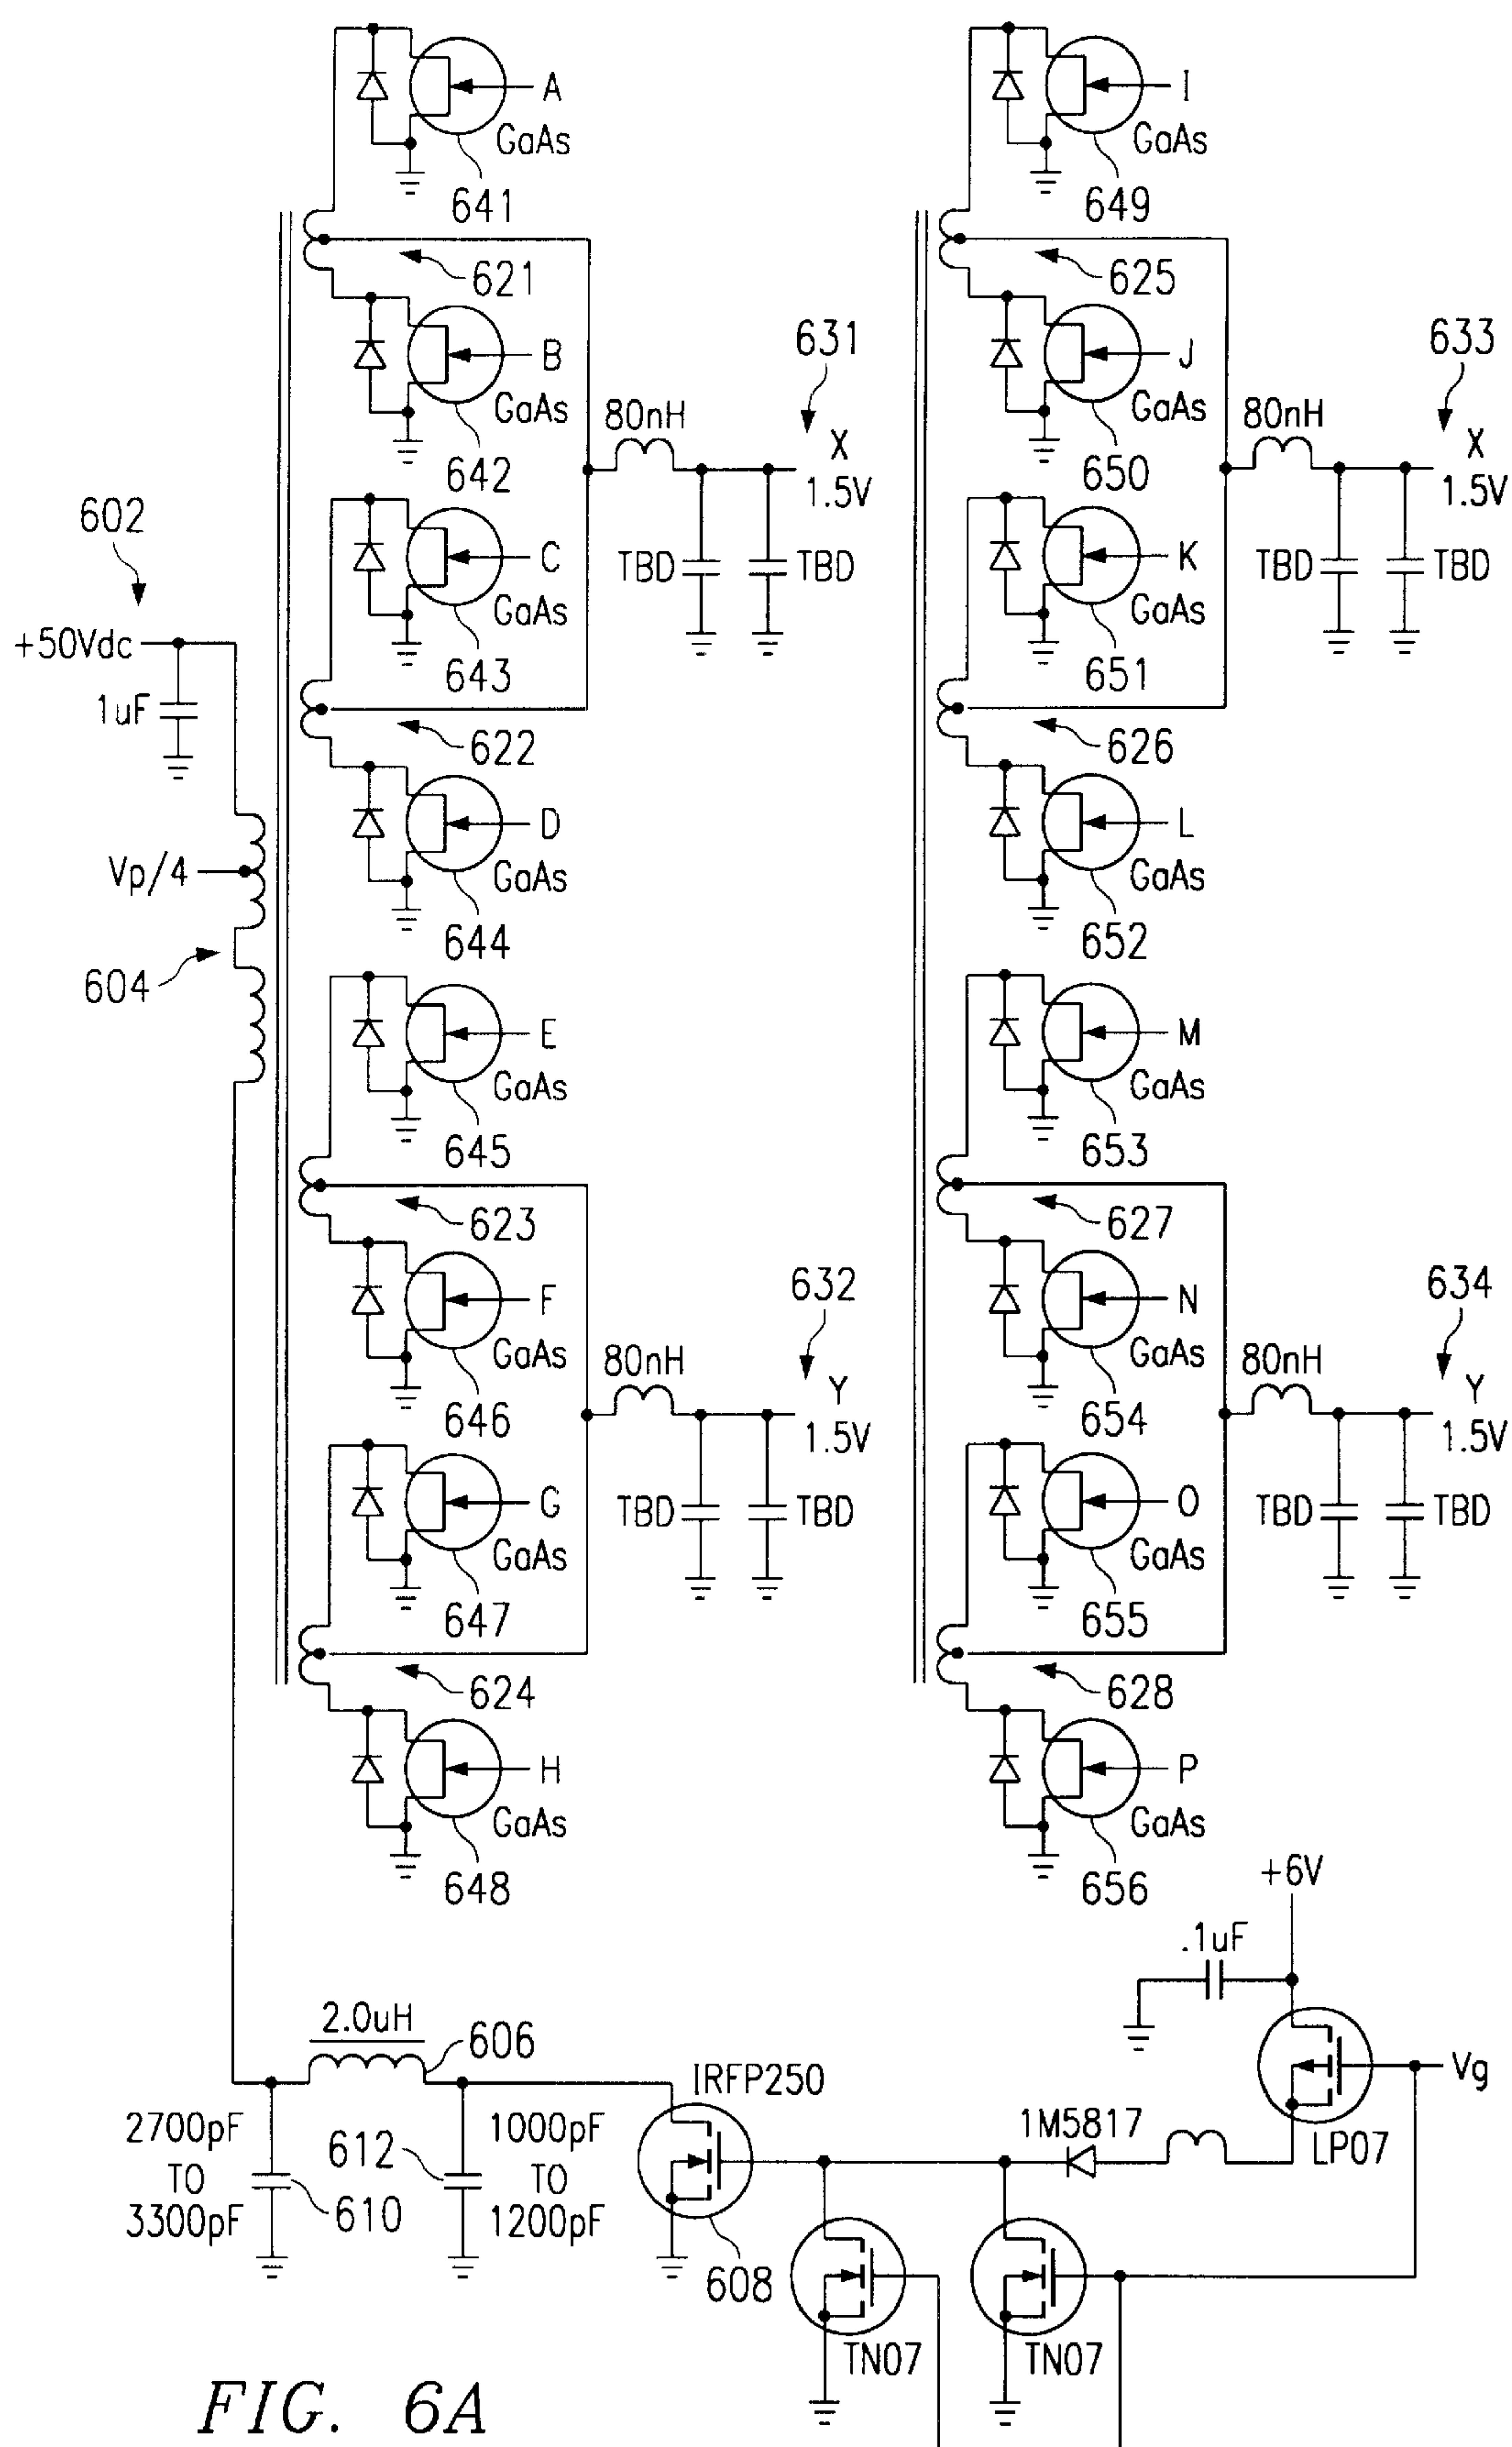 A
GaAs
641
621
B
GaAs
642
631
80nH
X
1.5V
C
GaAs
TBD
TBD
643
602
+50Vdc
1uF
622
D
GaAs
644
Vp/4
604
E
GaAs
645
623
F
GaAs
646
632
80nH
Y
1.5V
G
GaAs
TBD
TBD
647
624
H
GaAs
648
I
GaAs
649
625
J
GaAs
650
633
80nH
X
1.5V
K
GaAs
TBD
TBD
651
626
L
GaAs
652
M
GaAs
653
627
N
GaAs
654
634
80nH
Y
1.5V
O
GaAs
TBD
TBD
655
628
P
GaAs
656
+6V
.1uF
2.0uH
606
IRFP250
Vg
1M5817
LP07
2700pF
TO
3300pF
610
612
1000pF
TO
1200pF
608
TN07
TN07
FIG. 6A